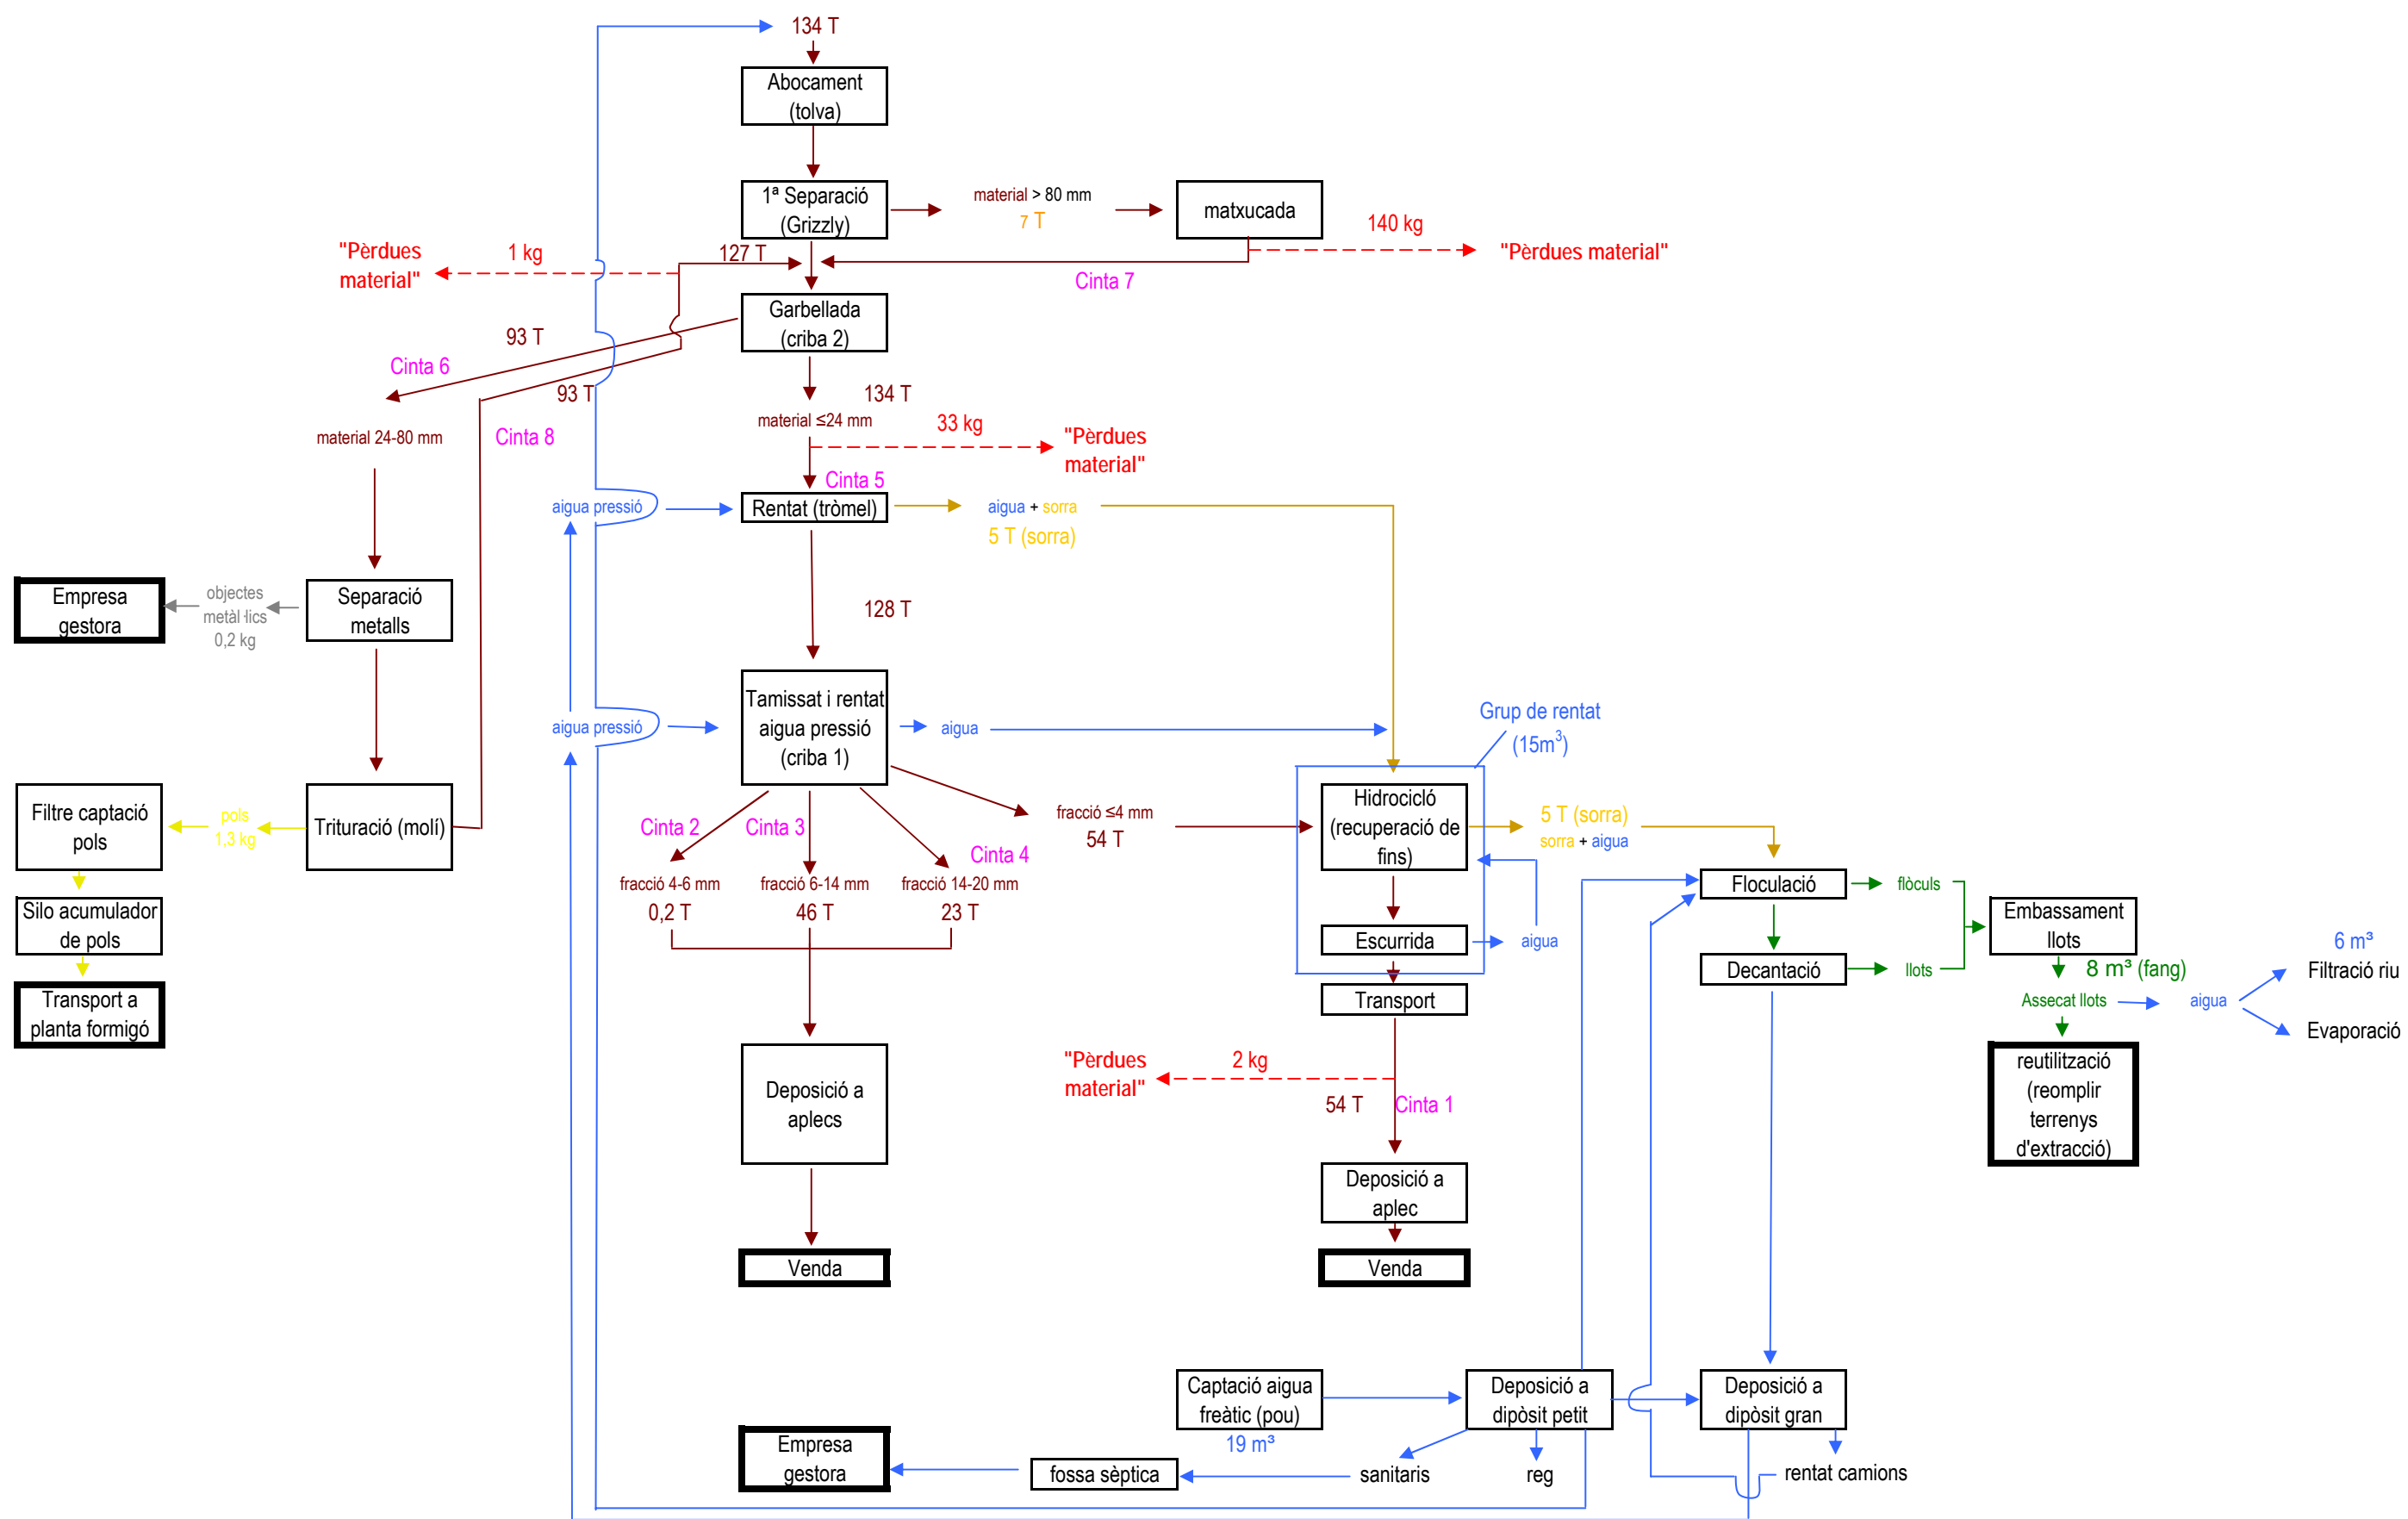 134 T
Abocament
(tolva)
1ª Separació
(Grizzly)
material > 80 mm
7 T
matxucada
140 kg
"Pèrdues material"
"Pèrdues
material"
1 kg
127 T
Cinta 7
Garbellada
(criba 2)
93 T
Cinta 6
93 T
134 T
material ≤24 mm
33 kg
"Pèrdues
material"
material 24-80 mm
Cinta 8
Cinta 5
aigua pressió
Rentat (tròmel)
aigua + sorra
5 T (sorra)
Empresa
gestora
objectes
metàl·lics
0,2 kg
Separació
metalls
128 T
aigua pressió
Tamissat i rentat
aigua pressió
(criba 1)
aigua
Grup de rentat
(15m³)
Filtre captació
pols
pols
1,3 kg
Trituració (molí)
Cinta 2
Cinta 3
Cinta 4
fracció ≤4 mm
54 T
Hidrocicló
(recuperació de
fins)
5 T (sorra)
sorra + aigua
fracció 4-6 mm
0,2 T
fracció 6-14 mm
46 T
fracció 14-20 mm
23 T
Floculació
flòculs
Silo acumulador
de pols
Escurrida
aigua
Embassament
llots
Decantació
llots
8 m³ (fang)
6 m³
Filtració riu
Transport a
planta formigó
Transport
Assecat llots
aigua
Evaporació
Deposició a
aplecs
"Pèrdues
material"
2 kg
54 T
Cinta 1
reutilització
(reomplir
terrenys
d'extracció)
Deposició a
aplec
Venda
Venda
Captació aigua
freàtic (pou)
19 m³
Deposició a
dipòsit petit
Deposició a
dipòsit gran
Empresa
gestora
fossa sèptica
sanitaris
reg
rentat camions